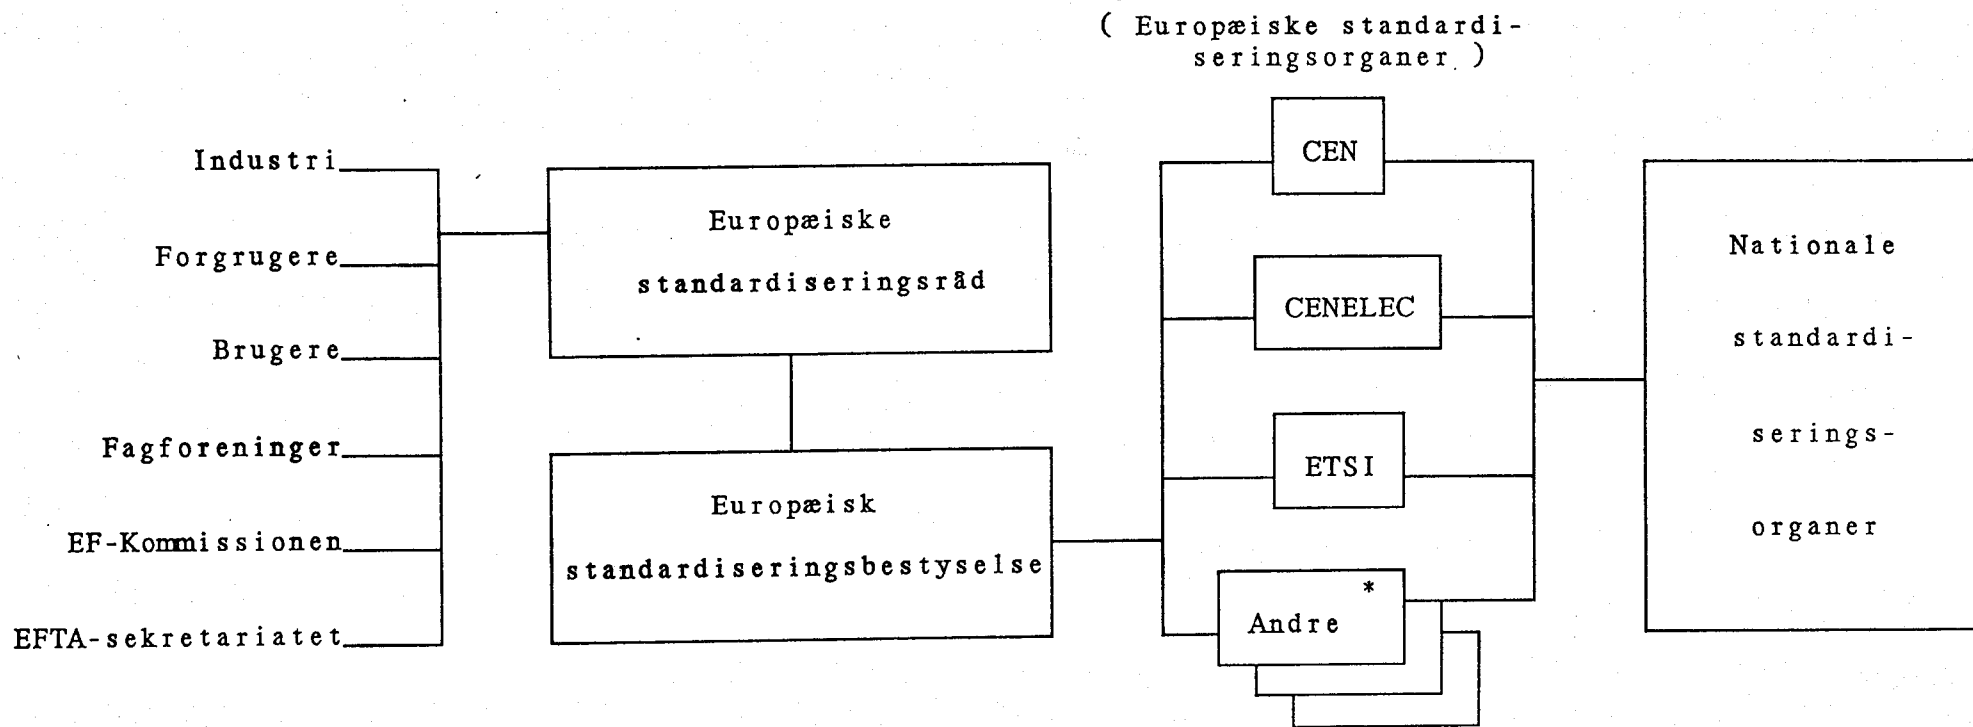 ( Europæiske standardi-
seringsorganer )
Industri
Forgrugere
Brugere
Fagforeninger
EF-Kommissionen
EFTA-sekretariatet
Europæiske
standardiseringsråd
Europæisk
standardiseringsbestyselse
CEN
CENELEC
ETSI
*
Andre
Nationale
standardi-
serings-
organer